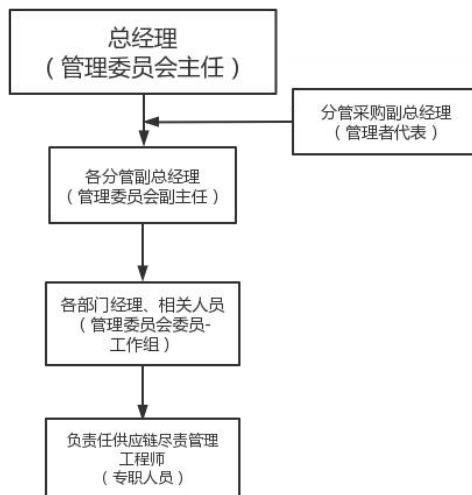 总经理
（管理委员会主任）
分管采购副总经理
（管理者代表）
各分管副总经理
（管理委员会副主任）
各部门经理、相关人员
（管理委员会委员-
工作组）
负责任供应链尽责管理
工程师
（专职人员）